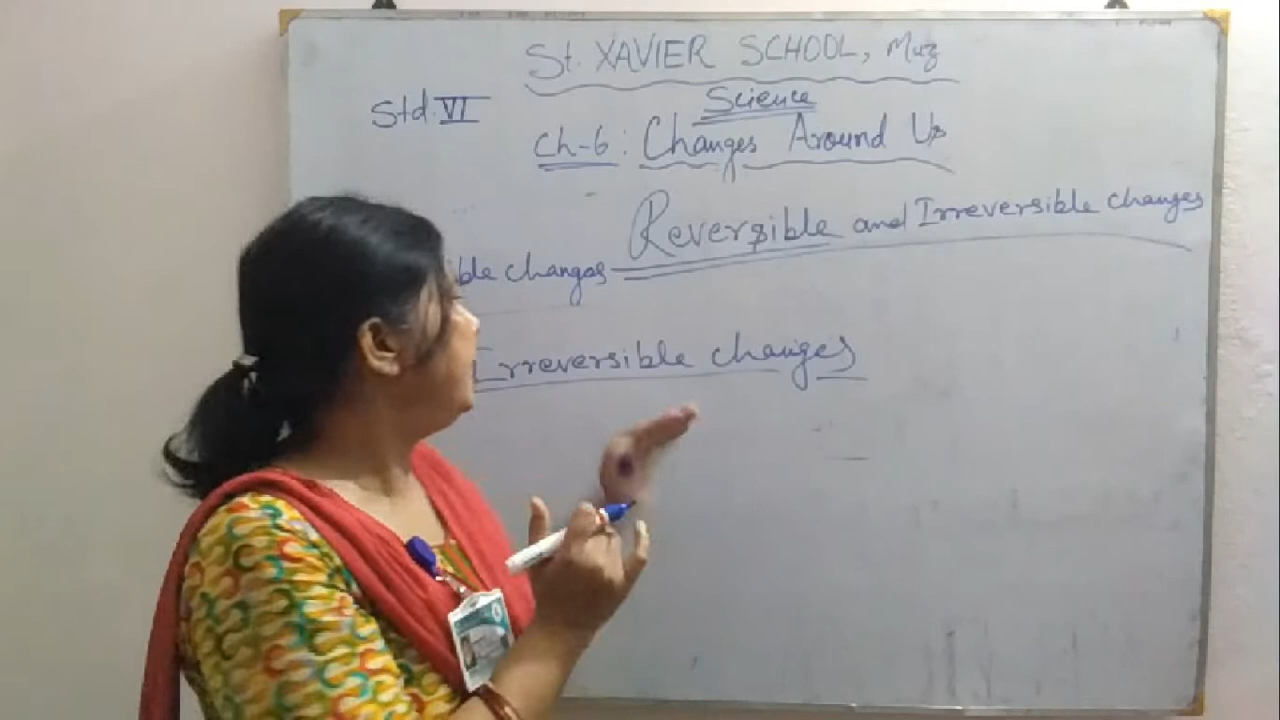 St. XAVIER SCHOOL, Muz
Std. VI
Science
Ch-6: Changes Around Us
Reversible and Irreversible changes
ble changes
Irreversible changes